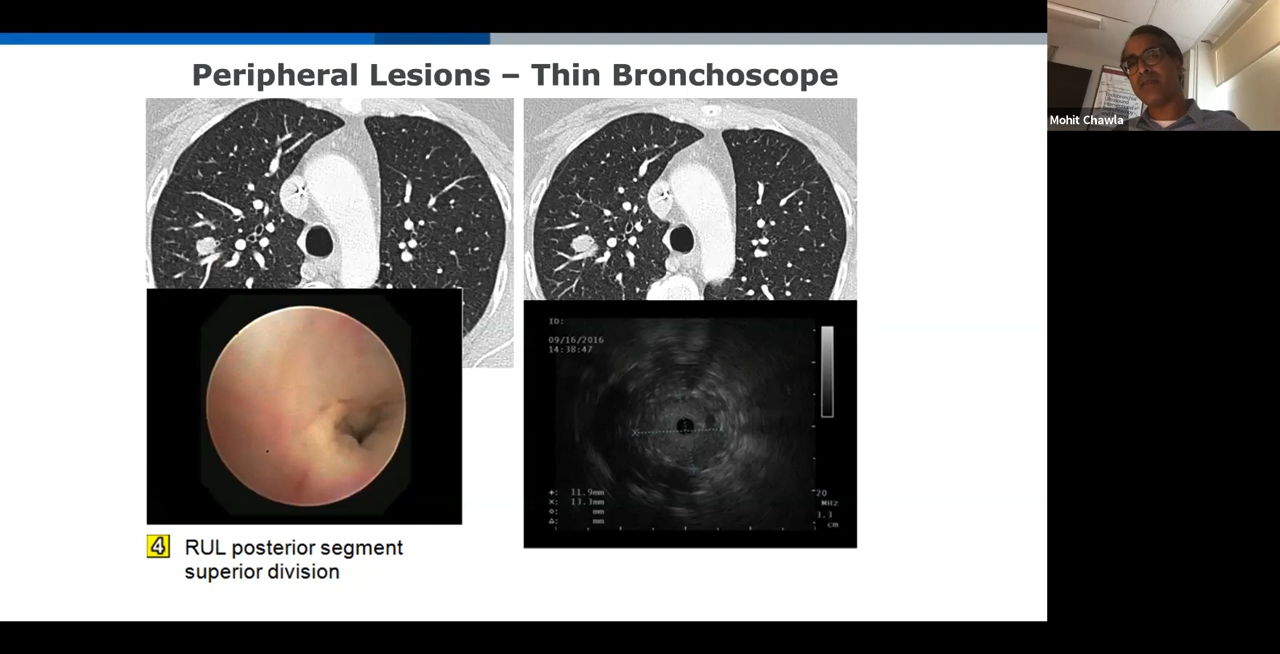 Peripheral Lesions – Thin Bronchoscope
Mohit Chawla
ID:
09/16/2016
14:38:47
+: 11.9mm
×: 13.3mm
◇: mm
△: mm
20
MHz
3.3
cm
4 RUL posterior segment
superior division